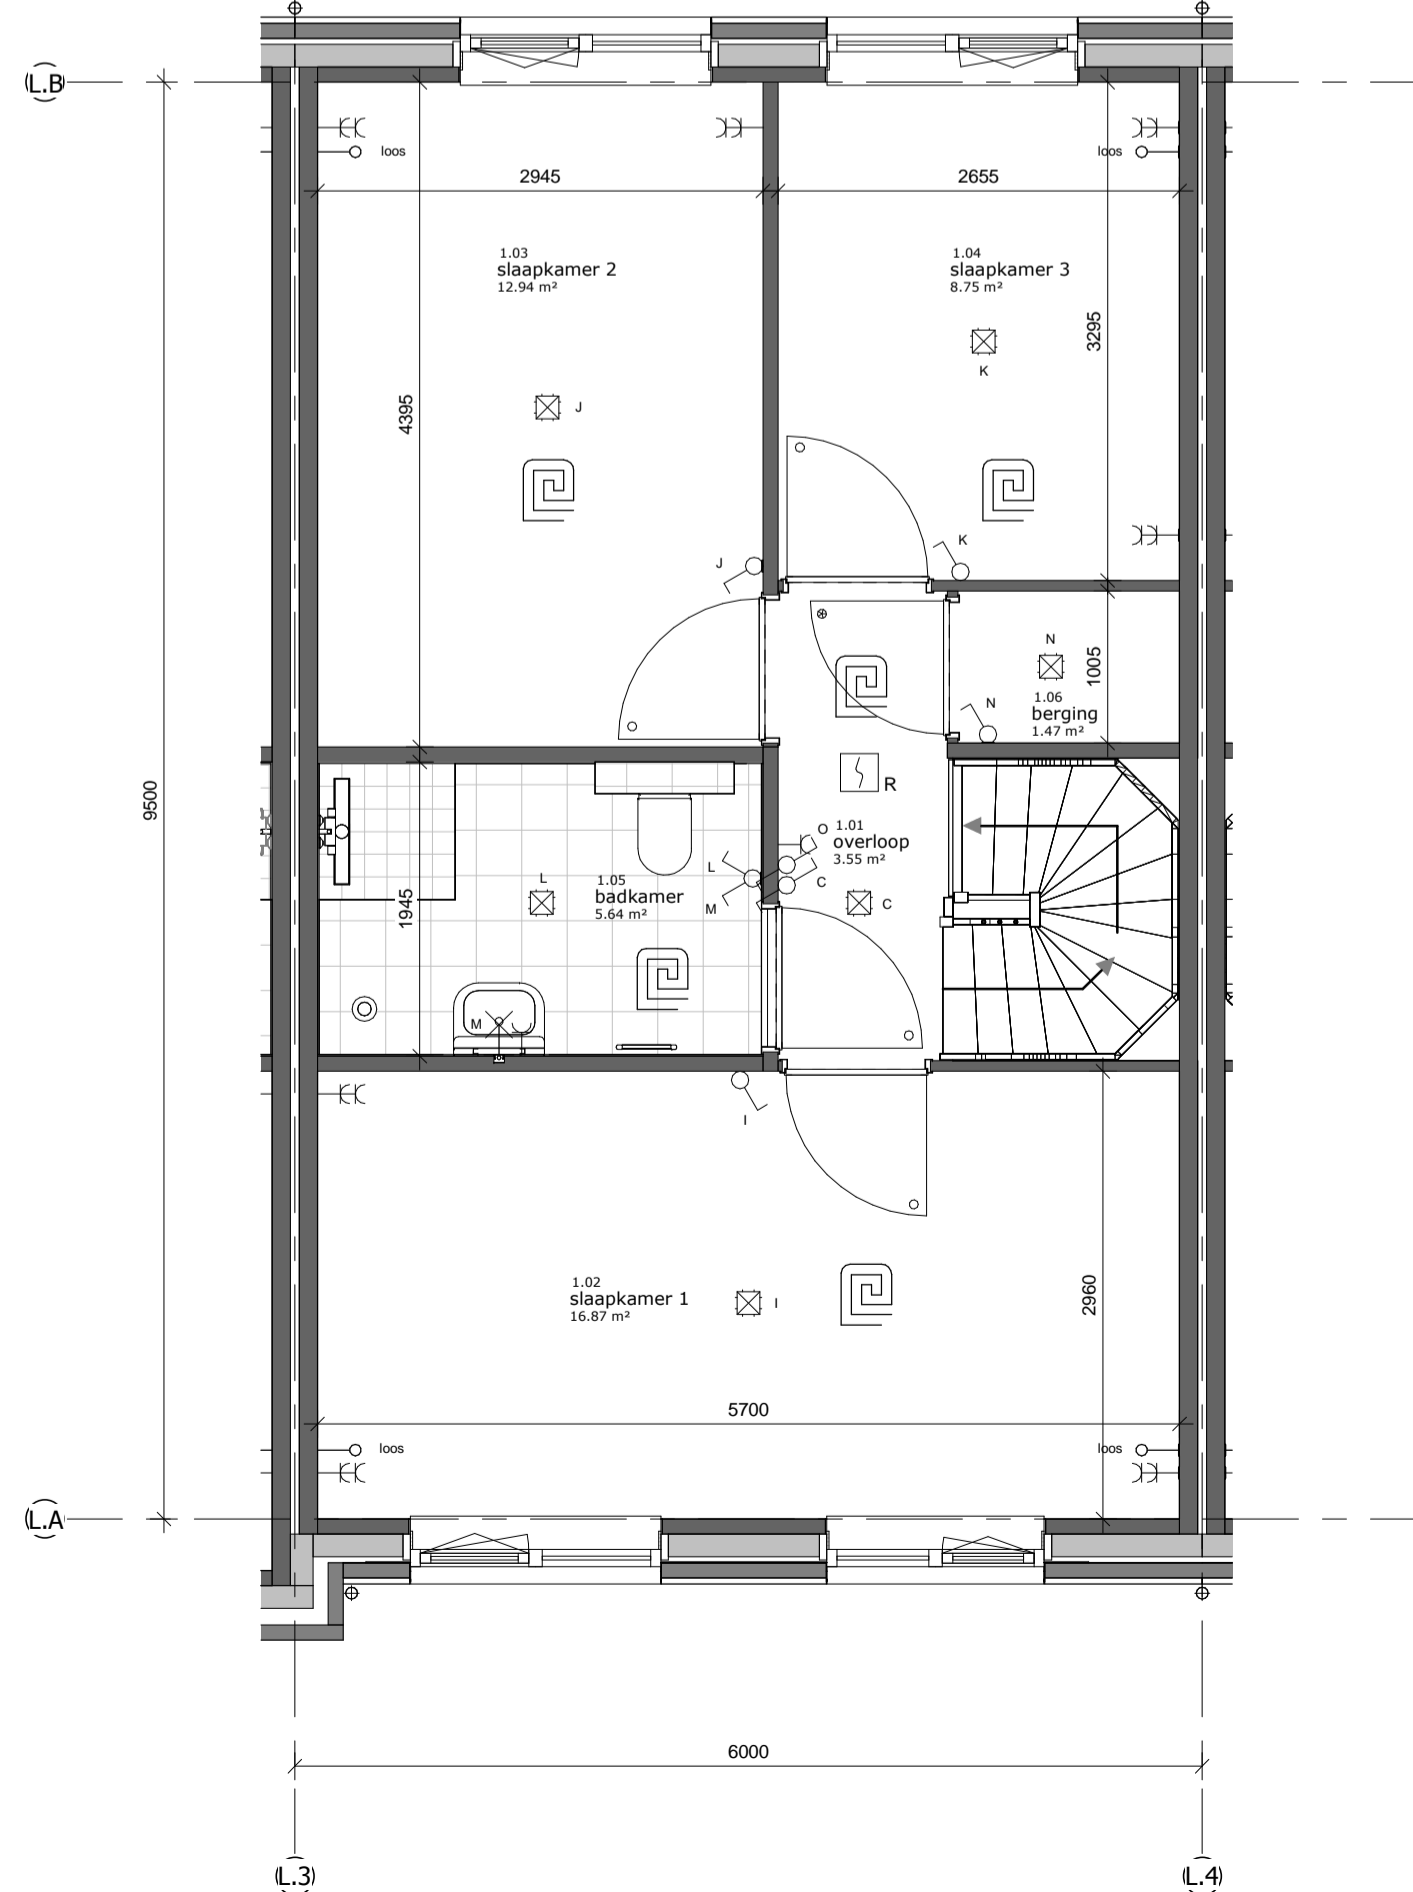 L.B
loos
loos
2945
2655
1.03
slaapkamer 2
12.94 m²
1.04
slaapkamer 3
8.75 m²
3295
K
4395
J
J
K
N
1005
N
1.06
berging
1.47 m²
9500
R
O
1.01
overloop
3.55 m²
L
L
1.05
badkamer
5.64 m²
C
M
C
1945
M
I
1.02
slaapkamer 1
16.87 m²
I
2960
5700
loos
loos
L.A
6000
L.3
L.4